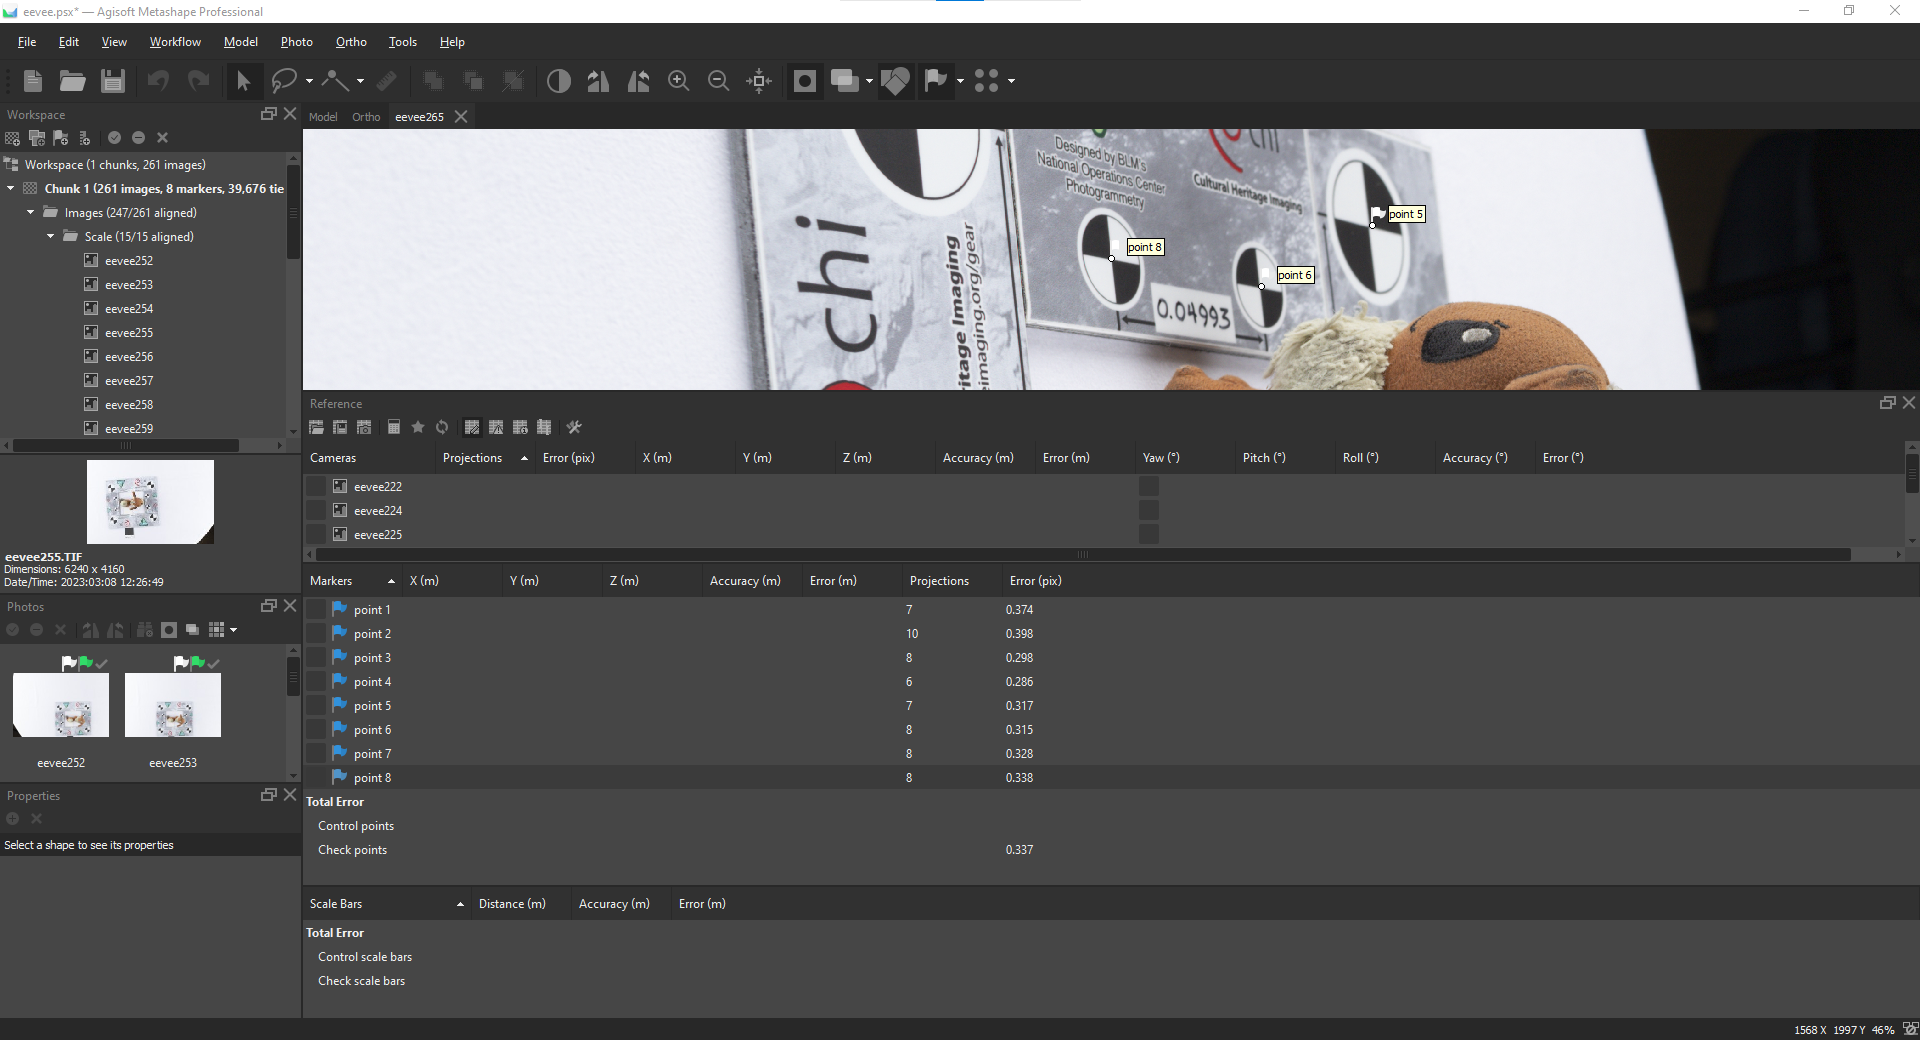 eevee.psx* — Agisoft Metashape Professional
File Edit View Workflow Model Photo Ortho Tools Help
Workspace
Workspace (1 chunks, 261 images)
Chunk 1 (261 images, 8 markers, 39,676 tie
Images (247/261 aligned)
Scale (15/15 aligned)
eevee252
eevee253
eevee254
eevee255
eevee256
eevee257
eevee258
eevee259
eevee255.TIF
Dimensions: 6240 x 4160
Date/Time: 2023:03:08 12:26:49
Photos
eevee252 eevee253
Properties
Select a shape to see its properties
Model Ortho eevee265
Designed by BLM's
National Operations Center
Photogrammetry
chi
Cultural Heritage Imaging
point 5
point 8
point 6
0.04993
chi
ritage Imaging
eimaging.org/gear
Reference
Cameras Projections Error (pix) X (m) Y (m) Z (m) Accuracy (m) Error (m) Yaw (°) Pitch (°) Roll (°) Accuracy (°) Error (°)
eevee222
eevee224
eevee225
Markers X (m) Y (m) Z (m) Accuracy (m) Error (m) Projections Error (pix)
point 1 7 0.374
point 2 10 0.398
point 3 8 0.298
point 4 6 0.286
point 5 7 0.317
point 6 8 0.315
point 7 8 0.328
point 8 8 0.338
Total Error
Control points
Check points 0.337
Scale Bars Distance (m) Accuracy (m) Error (m)
Total Error
Control scale bars
Check scale bars
1568 X 1997 Y 46%